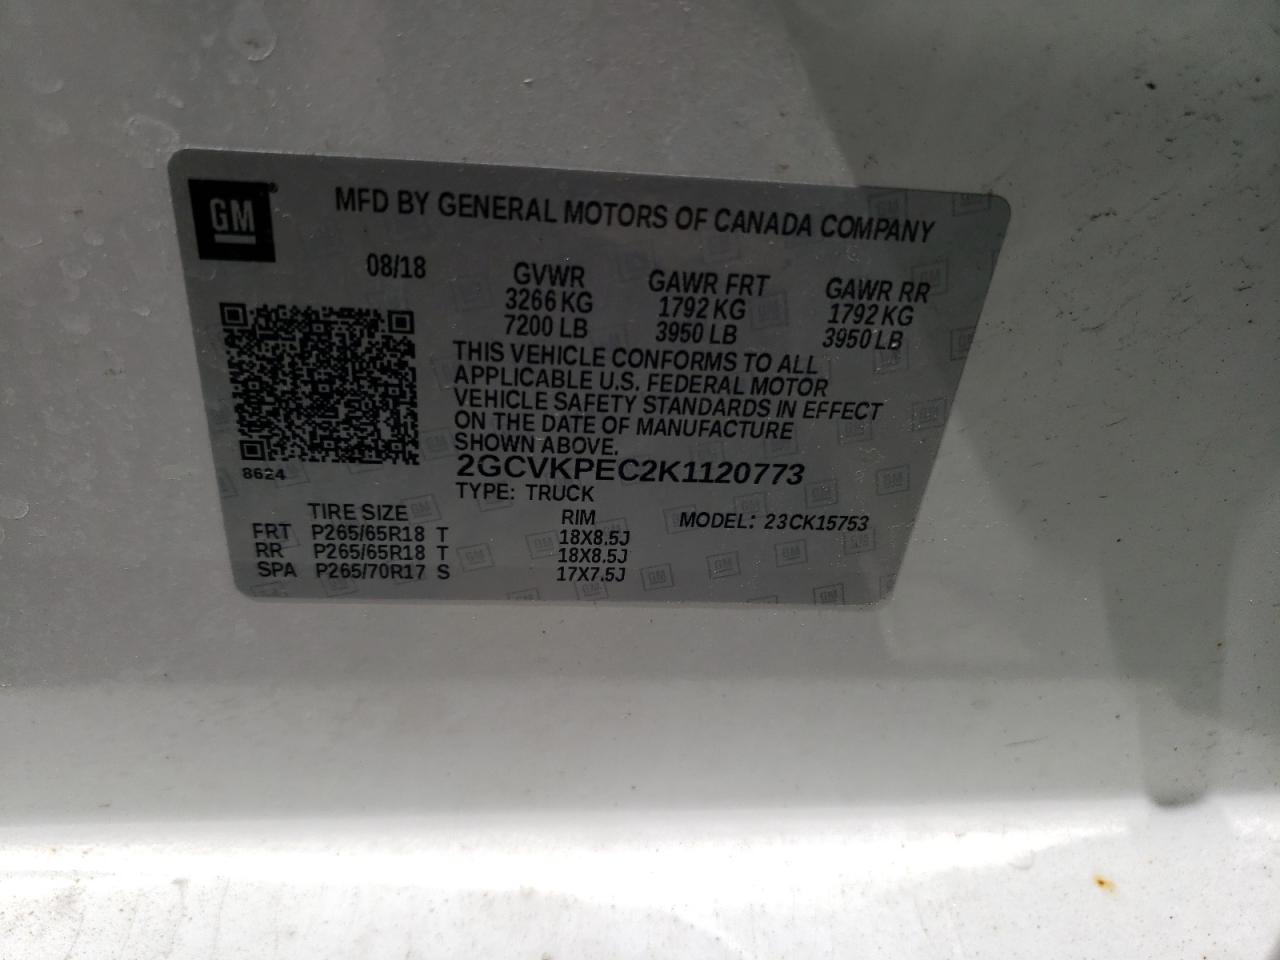 GM
MFD BY GENERAL MOTORS OF CANADA COMPANY
08/18 GVWR GAWR FRT GAWR RR
3266 KG 1792 KG 1792 KG
7200 LB 3950 LB 3950 LB
THIS VEHICLE CONFORMS TO ALL
APPLICABLE U.S. FEDERAL MOTOR
VEHICLE SAFETY STANDARDS IN EFFECT
ON THE DATE OF MANUFACTURE
SHOWN ABOVE.
8624
2GCVKPEC2K1120773
TYPE: TRUCK
TIRE SIZE RIM MODEL: 23CK15753
FRT P265/65R18 T 18X8.5J
RR P265/65R18 T 18X8.5J
SPA P265/70R17 S 17X7.5J